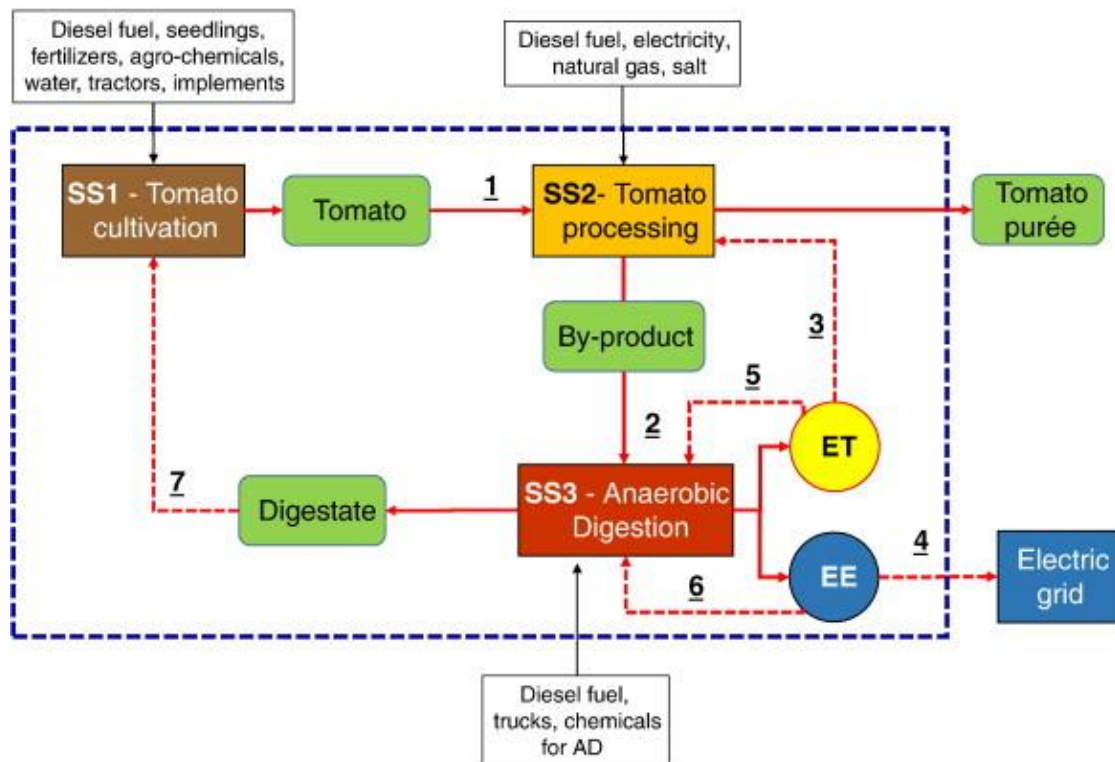 Diesel fuel, seedlings,
fertilizers, agro-chemicals,
water, tractors, implements
Diesel fuel, electricity,
natural gas, salt
SS1 - Tomato
cultivation
Tomato
1
SS2- Tomato
processing
Tomato
purée
By-product
3
5
2
ET
7
Digestate
SS3 - Anaerobic
Digestion
6
EE
4
Electric
grid
Diesel fuel,
trucks, chemicals
for AD